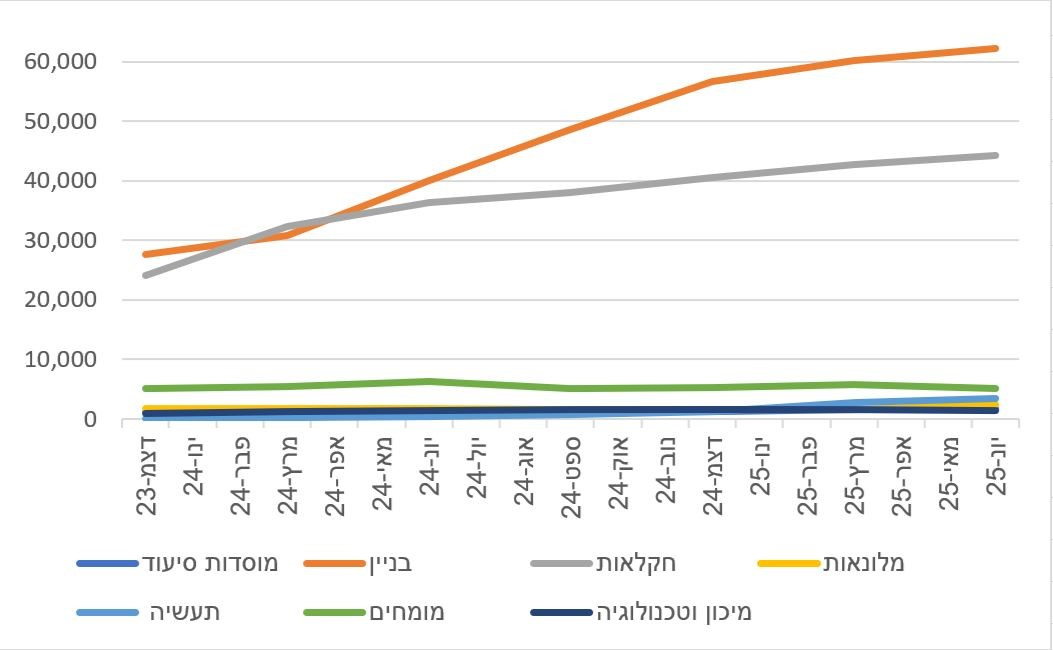 60,000
50,000
40,000
30,000
20,000
10,000
0
דצמ-23
ינו-24
פבר-24
מרץ-24
אפר-24
מאי-24
יונ-24
יול-24
אוג-24
ספט-24
אוק-24
נוב-24
דצמ-24
ינו-25
פבר-25
מרץ-25
אפר-25
מאי-25
יונ-25
מוסדות סיעוד
בניין
חקלאות
מלונאות
תעשיה
מומחים
מיכון וטכנולוגיה